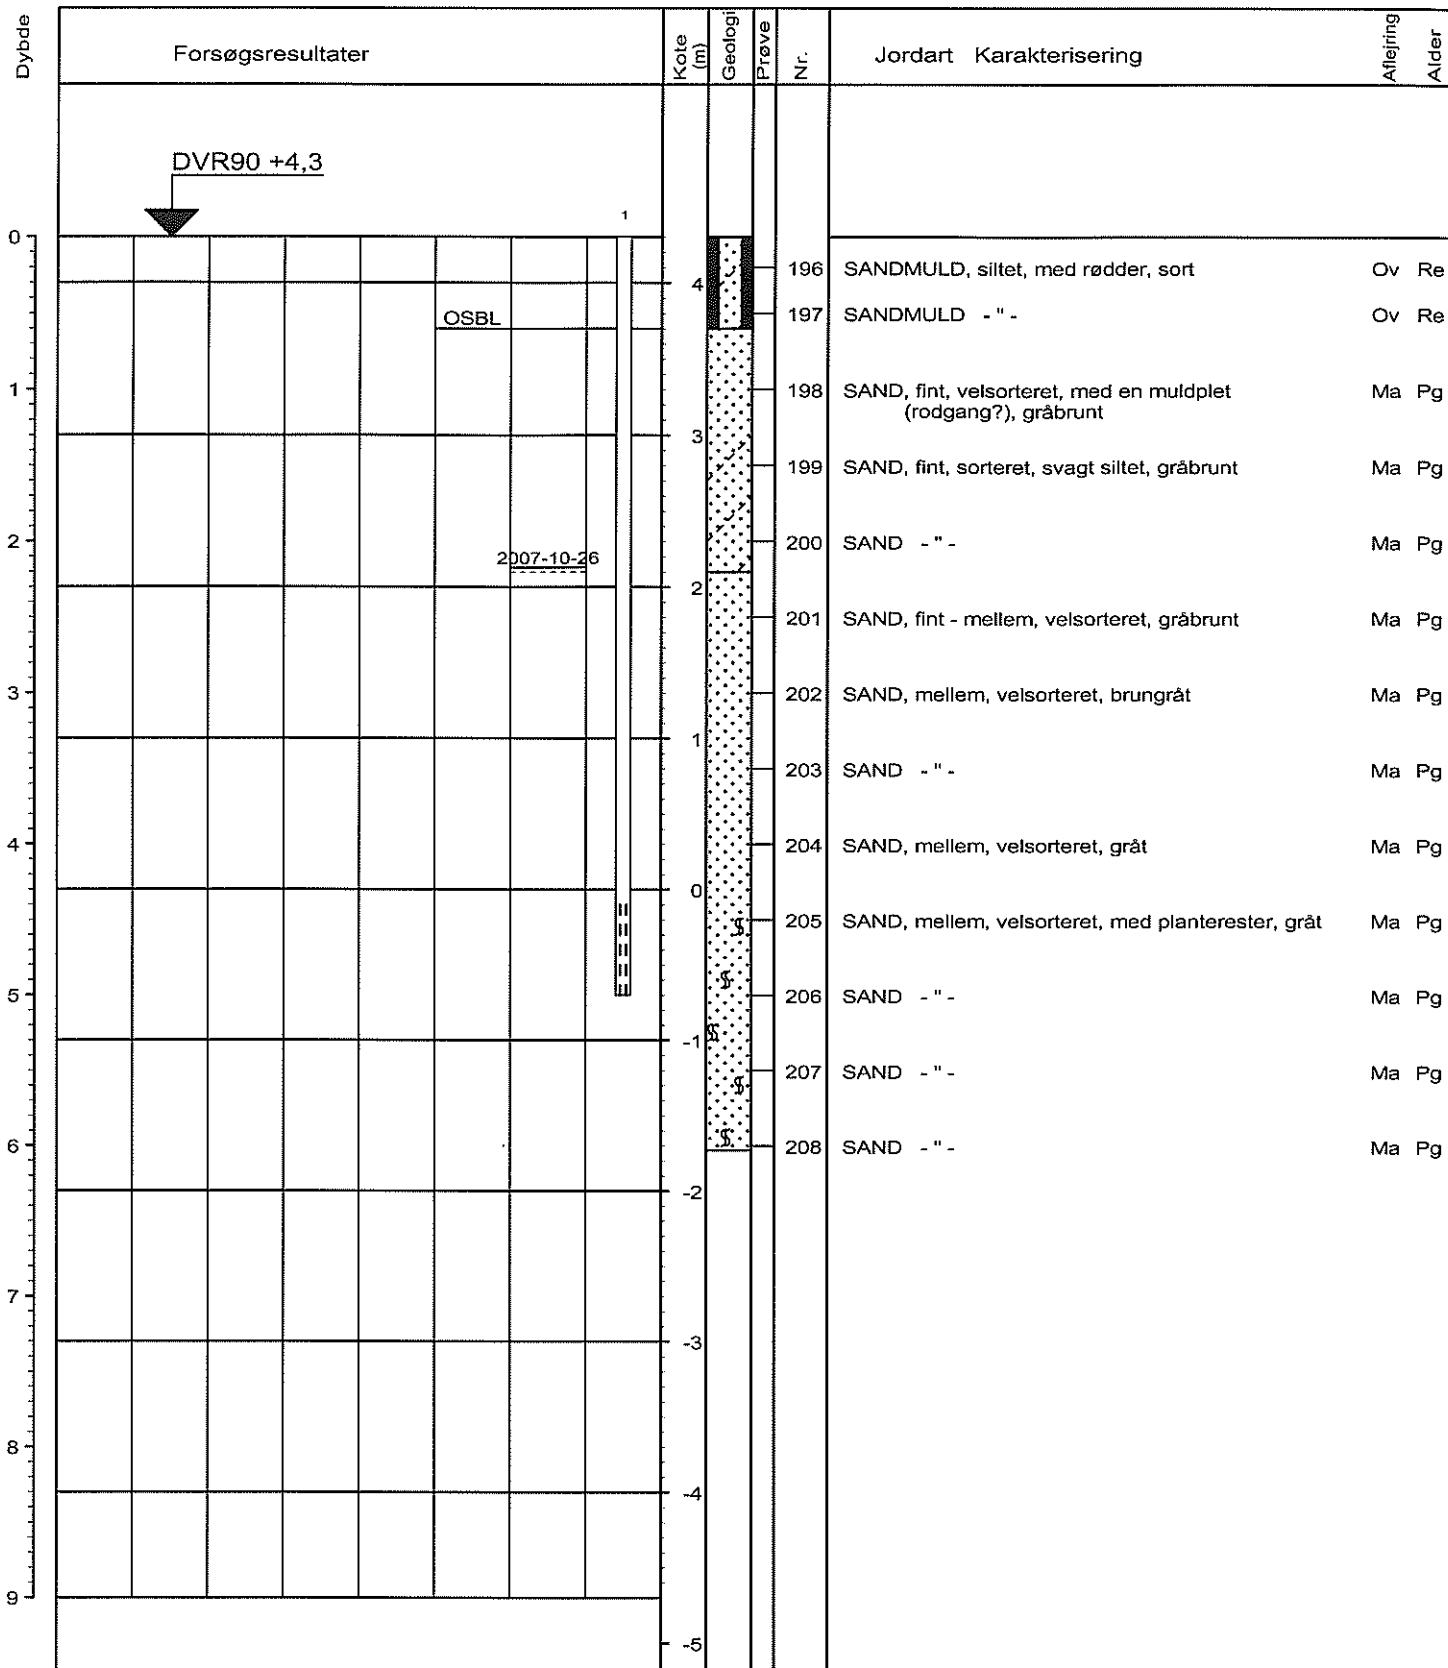 Dybde
Forsøgsresultater
Kote (m)
Geologi
Prøve
Nr.
Jordart Karakterisering
Aflejring
Alder
DVR90 +4,3
1
0
196 SANDMULD, siltet, med rødder, sort Ov Re
4
197 SANDMULD - " - Ov Re
OSBL
1
198 SAND, fint, velsorteret, med en muldplet Ma Pg
(rodgang?), gråbrunt
3
199 SAND, fint, sorteret, svagt siltet, gråbrunt Ma Pg
2
200 SAND - " - Ma Pg
2007-10-26
2
201 SAND, fint - mellem, velsorteret, gråbrunt Ma Pg
3
202 SAND, mellem, velsorteret, brungråt Ma Pg
1
203 SAND - " - Ma Pg
4
204 SAND, mellem, velsorteret, gråt Ma Pg
0
205 SAND, mellem, velsorteret, med planterester, gråt Ma Pg
5
206 SAND - " - Ma Pg
-1
207 SAND - " - Ma Pg
6
208 SAND - " - Ma Pg
-2
7
-3
8
-4
9
-5